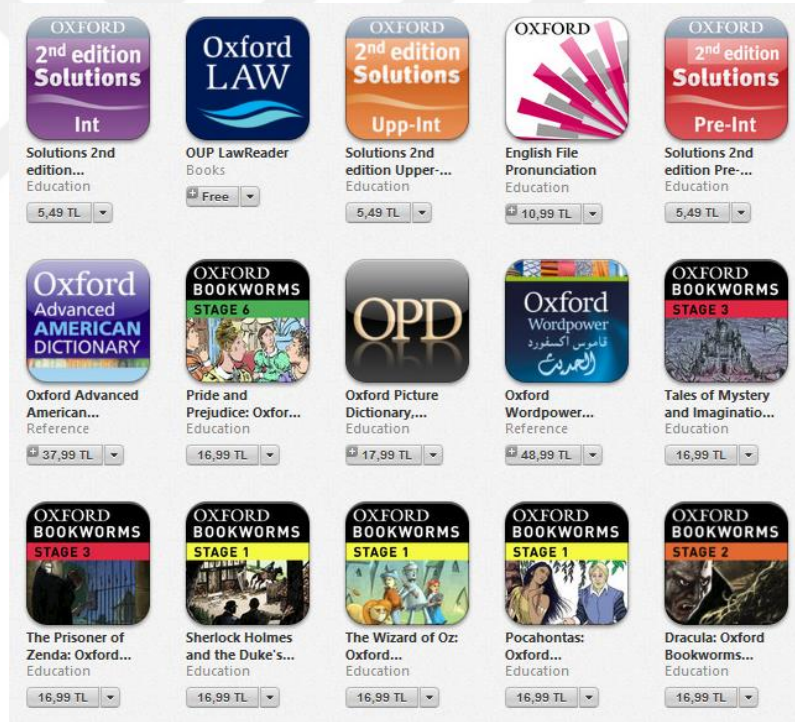 OXFORD
2nd edition
Solutions
Int
Solutions 2nd
edition...
Education
5,49 TL
Oxford
LAW
OUP LawReader
Books
Free
OXFORD
2nd edition
Solutions
Upp-Int
Solutions 2nd
edition Upper-...
Education
5,49 TL
OXFORD
English File
Pronunciation
Education
10,99 TL
OXFORD
2nd edition
Solutions
Pre-Int
Solutions 2nd
edition Pre-...
Education
5,49 TL
Oxford
Advanced
AMERICAN
DICTIONARY
Oxford Advanced
American...
Reference
37,99 TL
OXFORD
BOOKWORMS
STAGE 6
Pride and
Prejudice: Oxfor...
Education
16,99 TL
OPD
Oxford Picture
Dictionary,...
Education
17,99 TL
Oxford
Wordpower
قاموس اكسفورد
الحديث
Oxford
Wordpower...
Reference
48,99 TL
OXFORD
BOOKWORMS
STAGE 3
Tales of Mystery
and Imaginatio...
Education
16,99 TL
OXFORD
BOOKWORMS
STAGE 3
The Prisoner of
Zenda: Oxford...
Education
16,99 TL
OXFORD
BOOKWORMS
STAGE 1
Sherlock Holmes
and the Duke's...
Education
16,99 TL
OXFORD
BOOKWORMS
STAGE 1
The Wizard of Oz:
Oxford...
Education
16,99 TL
OXFORD
BOOKWORMS
STAGE 1
Pocahontas:
Oxford...
Education
16,99 TL
OXFORD
BOOKWORMS
STAGE 2
Dracula: Oxford
Bookworms...
Education
16,99 TL